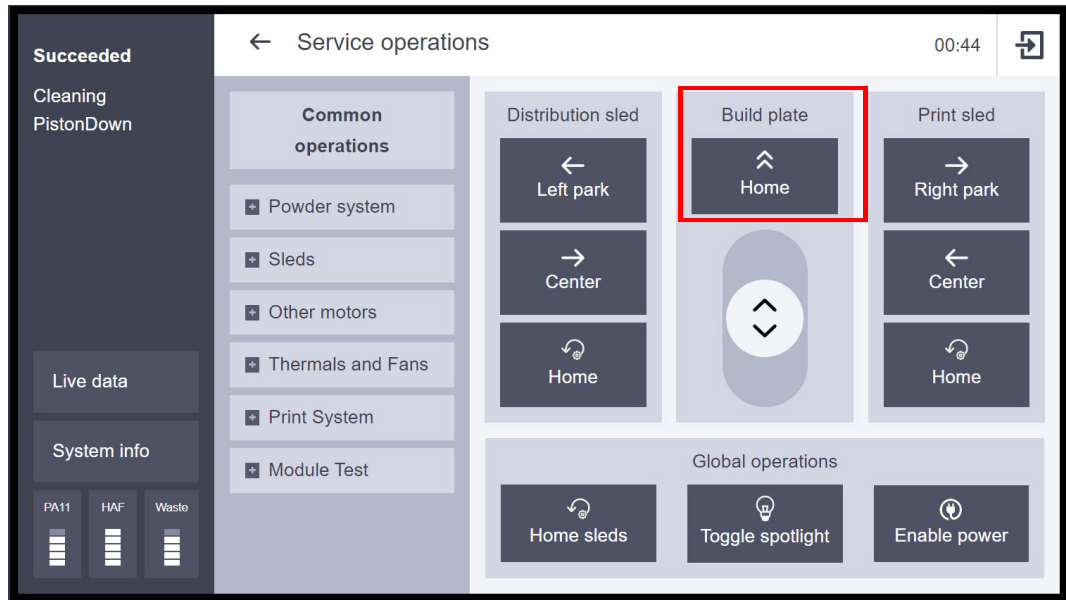 Succeeded
Cleaning
PistonDown
Live data
System info
PA11 HAF Waste
Service operations
00:44
Common
operations
Powder system
Sleds
Other motors
Thermals and Fans
Print System
Module Test
Distribution sled
Left park
Center
Home
Build plate
Home
Print sled
Right park
Center
Home
Global operations
Home sleds
Toggle spotlight
Enable power